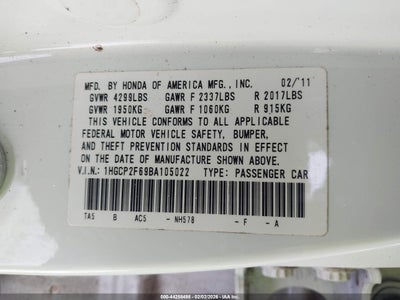 MFD. BY HONDA OF AMERICA MFG., INC. 02/'11
GVWR 4299LBS GAWR F 2337LBS R 2017LBS
GVWR 1950KG GAWR F 1060KG R 915KG
THIS VEHICLE CONFORMS TO ALL APPLICABLE
FEDERAL MOTOR VEHICLE SAFETY, BUMPER,
AND THEFT PREVENTION STANDARDS IN EFFECT
ON THE DATE OF MANUFACTURE SHOWN ABOVE.
V.I.N.: 1HGCP2F69BA105022 TYPE: PASSENGER CAR
TA5 B AC5 - NH578 - F - A